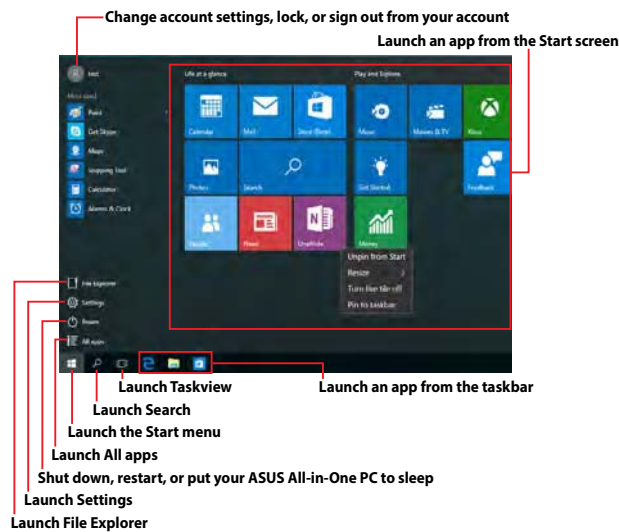 Change account settings, lock, or sign out from your account
Launch an app from the Start screen
test
Life at a glance
Play and Explore
Most used
Paint
Get Skype
Maps
Snipping Tool
Calculator
Alarms & Clock
Calendar
Mail
Store (Beta)
Music
Movies & TV
Xbox
Photos
Search
Get Started
Feedback
People
News
OneNote
Money
Unpin from Start
Resize
Turn live tile off
Pin to taskbar
File Explorer
Settings
Power
All apps
Launch Taskview
Launch an app from the taskbar
Launch Search
Launch the Start menu
Launch All apps
Shut down, restart, or put your ASUS All-in-One PC to sleep
Launch Settings
Launch File Explorer